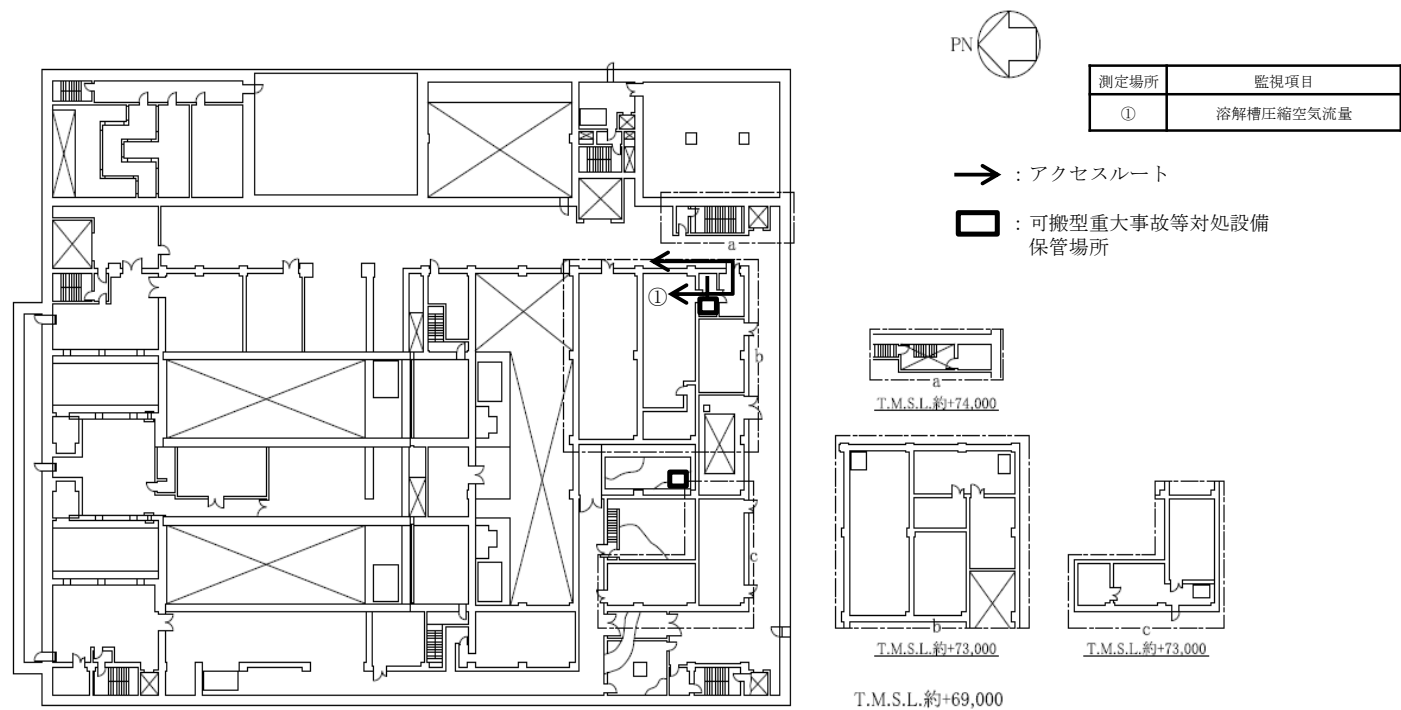 PN
測定場所 監視項目
① 溶解槽圧縮空気流量
：アクセスルート
：可搬型重大事故等対処設備
保管場所
a
①
b
c
a
T.M.S.L.約+74,000
b
T.M.S.L.約+73,000
c
T.M.S.L.約+73,000
T.M.S.L.約+69,000